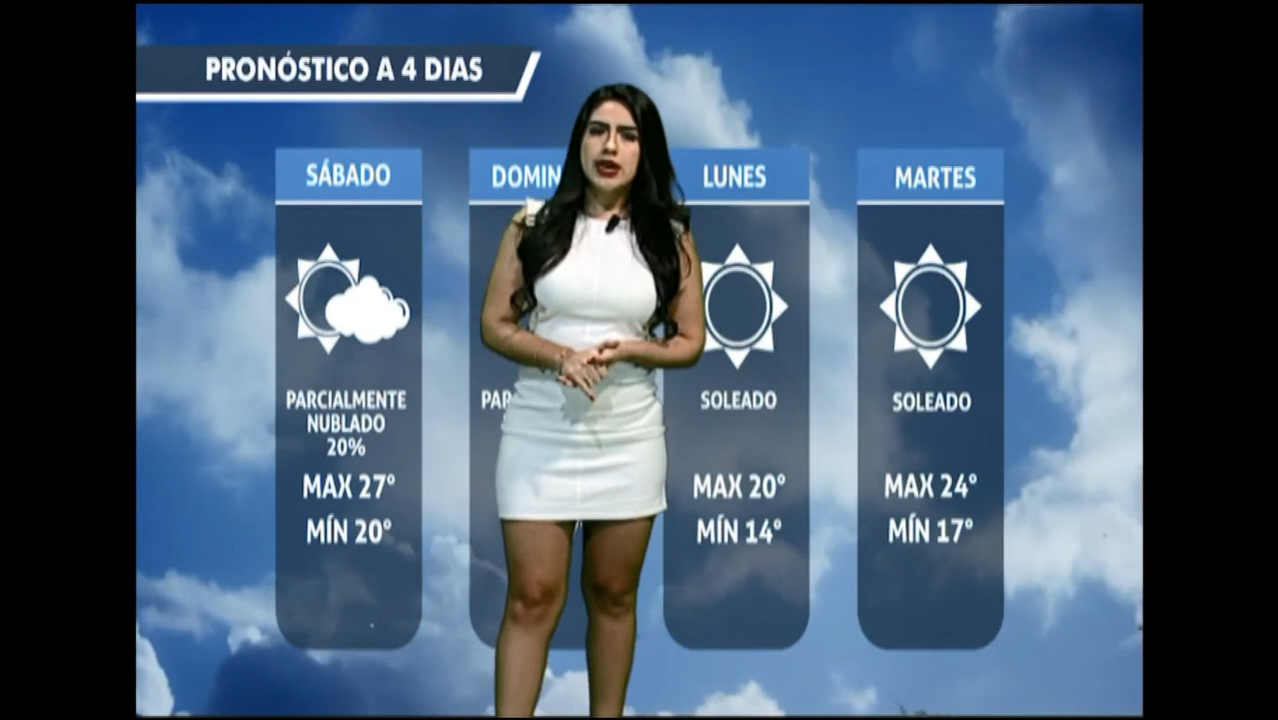 PRONÓSTICO A 4 DIAS
SÁBADO
PARCIALMENTE
NUBLADO
20%
MAX 27°
MÍN 20°
DOMIN
PAR
LUNES
SOLEADO
MAX 20°
MÍN 14°
MARTES
SOLEADO
MAX 24°
MÍN 17°